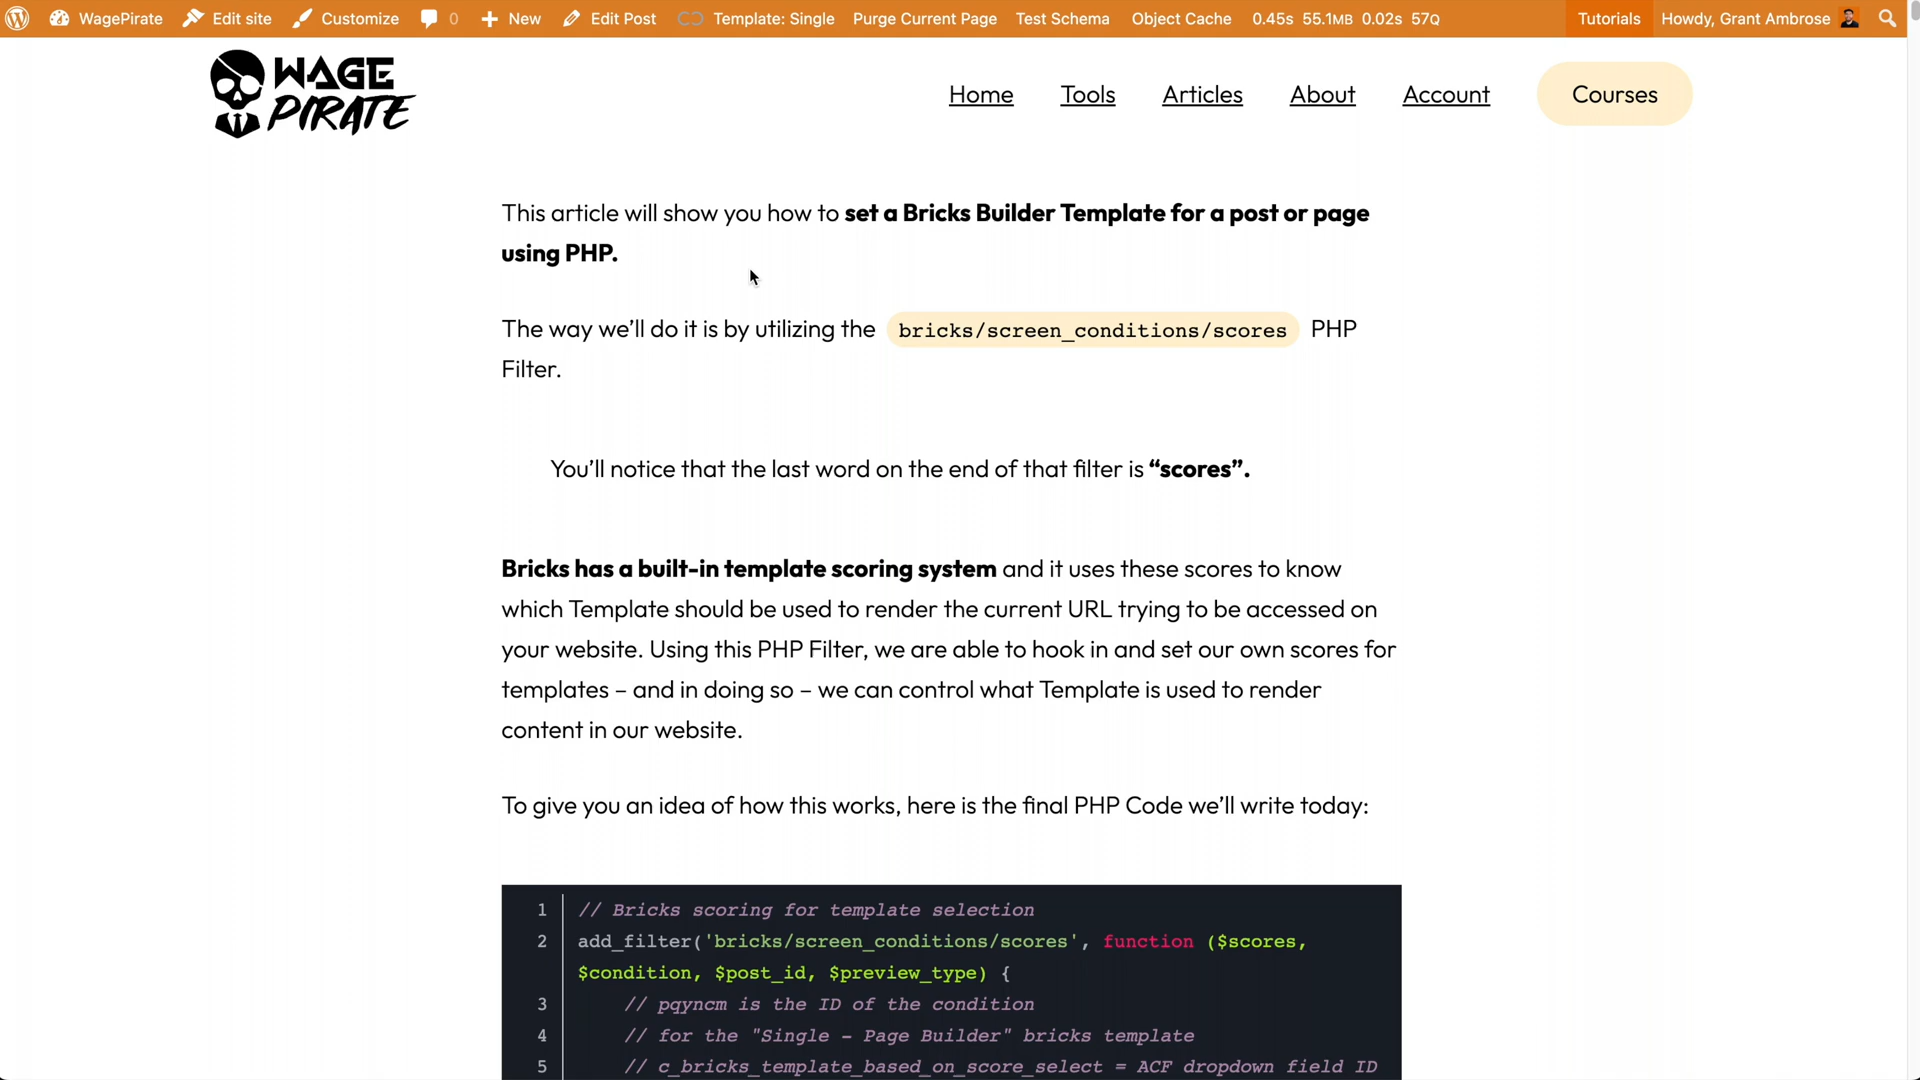 WagePirate Edit site Customize 0 New Edit Post Template: Single Purge Current Page Test Schema Object Cache 0.45s 55.1MB 0.02s 57Q Tutorials Howdy, Grant Ambrose
WAGE
PIRATE
Home Tools Articles About Account Courses
This article will show you how to set a Bricks Builder Template for a post or page
using PHP.
The way we’ll do it is by utilizing the bricks/screen_conditions/scores PHP
Filter.
You’ll notice that the last word on the end of that filter is “scores”.
Bricks has a built-in template scoring system and it uses these scores to know
which Template should be used to render the current URL trying to be accessed on
your website. Using this PHP Filter, we are able to hook in and set our own scores for
templates – and in doing so – we can control what Template is used to render
content in our website.
To give you an idea of how this works, here is the final PHP Code we’ll write today:
1 // Bricks scoring for template selection
2 add_filter('bricks/screen_conditions/scores', function ($scores,
$condition, $post_id, $preview_type) {
3 // pqyncm is the ID of the condition
4 // for the "Single – Page Builder" bricks template
5 // c_bricks_template_based_on_score_select = ACF dropdown field ID